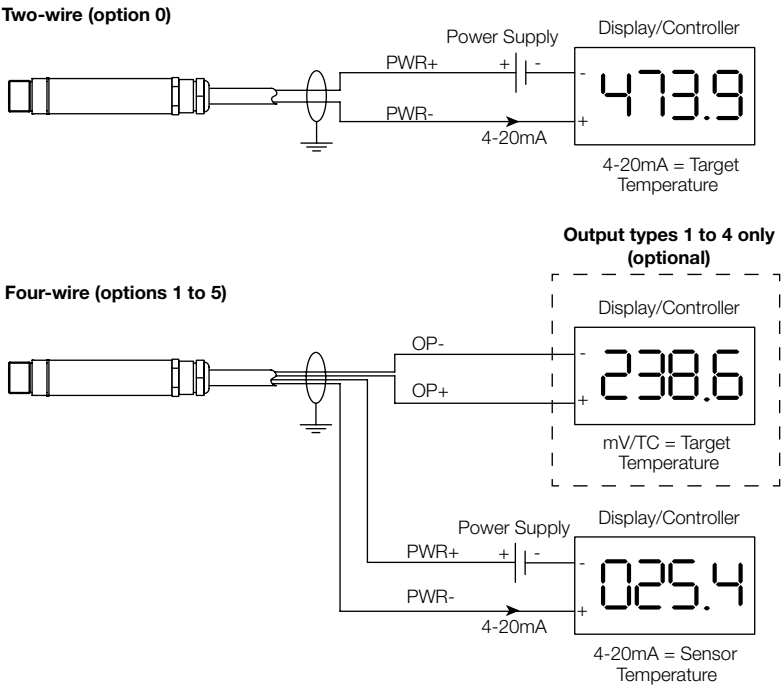 Two-wire (option 0)
Power Supply
Display/Controller
PWR+
+
-
-
473.9
PWR-
+
4-20mA
4-20mA = Target
Temperature
Output types 1 to 4 only
(optional)
Four-wire (options 1 to 5)
Display/Controller
OP-
-
238.6
OP+
+
mV/TC = Target
Temperature
Power Supply
Display/Controller
PWR+
+
-
-
025.4
PWR-
+
4-20mA
4-20mA = Sensor
Temperature